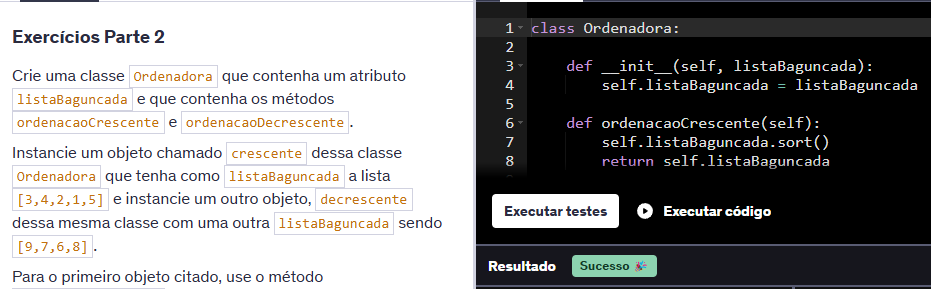 Exercícios Parte 2
Crie uma classe Ordenadora que contenha um atributo
listaBaguncada e que contenha os métodos
ordenacaoCrescente e ordenacaoDecrescente.
Instancie um objeto chamado crescente dessa classe
Ordenadora que tenha como listaBaguncada a lista
[3,4,2,1,5] e instancie um outro objeto, decrescente
dessa mesma classe com uma outra listaBaguncada sendo
[9,7,6,8].
Para o primeiro objeto citado, use o método
1 class Ordenadora:
2
3 def __init__(self, listaBaguncada):
4 self.listaBaguncada = listaBaguncada
5
6 def ordenacaoCrescente(self):
7 self.listaBaguncada.sort()
8 return self.listaBaguncada
Executar testes Executar código
Resultado Sucesso 🎉